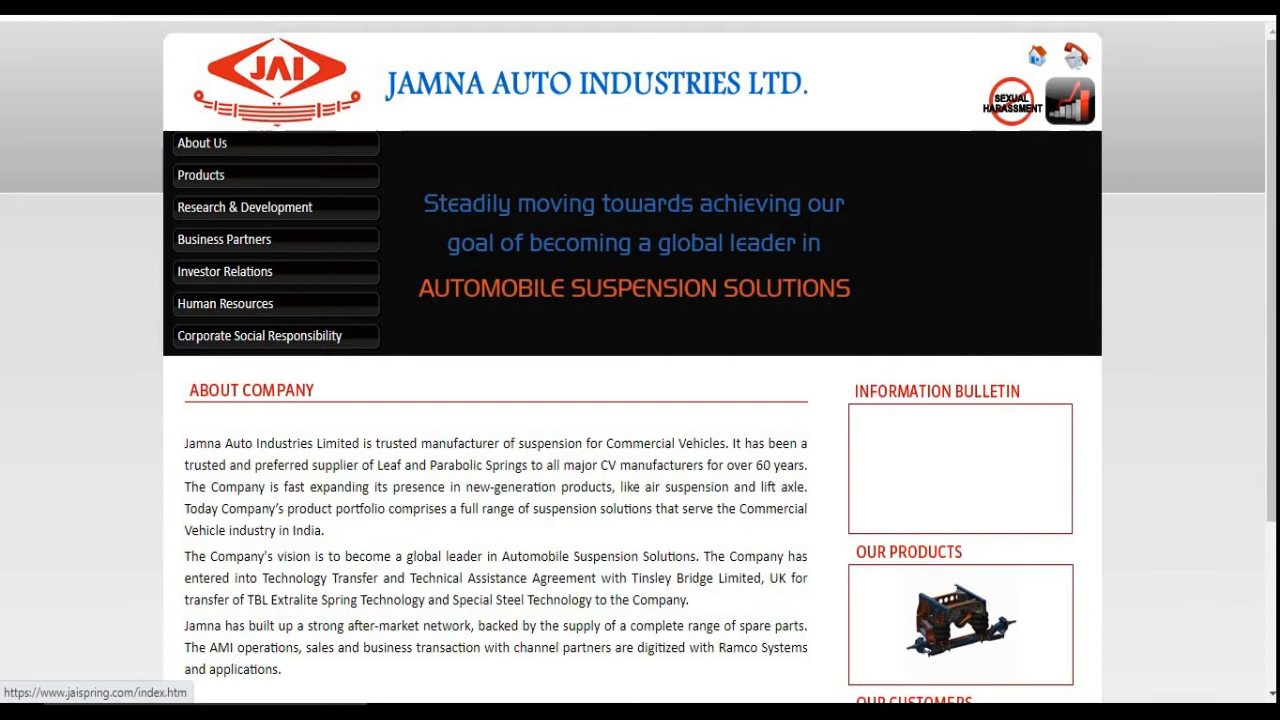 JAI
JAMNA AUTO INDUSTRIES LTD.
SEXUAL
HARASSMENT
About Us
Products
Research & Development
Business Partners
Investor Relations
Human Resources
Corporate Social Responsibility
Steadily moving towards achieving our
goal of becoming a global leader in
AUTOMOBILE SUSPENSION SOLUTIONS
ABOUT COMPANY
Jamna Auto Industries Limited is trusted manufacturer of suspension for Commercial Vehicles. It has been a
trusted and preferred supplier of Leaf and Parabolic Springs to all major CV manufacturers for over 60 years.
The Company is fast expanding its presence in new-generation products, like air suspension and lift axle.
Today Company's product portfolio comprises a full range of suspension solutions that serve the Commercial
Vehicle industry in India.
The Company's vision is to become a global leader in Automobile Suspension Solutions. The Company has
entered into Technology Transfer and Technical Assistance Agreement with Tinsley Bridge Limited, UK for
transfer of TBL Extralite Spring Technology and Special Steel Technology to the Company.
Jamna has built up a strong after-market network, backed by the supply of a complete range of spare parts.
The AMI operations, sales and business transaction with channel partners are digitized with Ramco Systems
and applications.
INFORMATION BULLETIN
OUR PRODUCTS
OUR CUSTOMERS
https://www.jaispring.com/index.htm